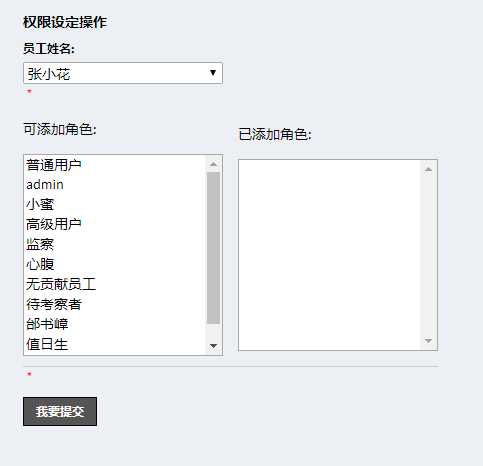 权限设定操作
员工姓名:
张小花
*
可添加角色:
已添加角色:
普通用户
admin
小蜜
高级用户
监察
心腹
无贡献员工
待考察者
邰书嶂
值日生
*
我要提交